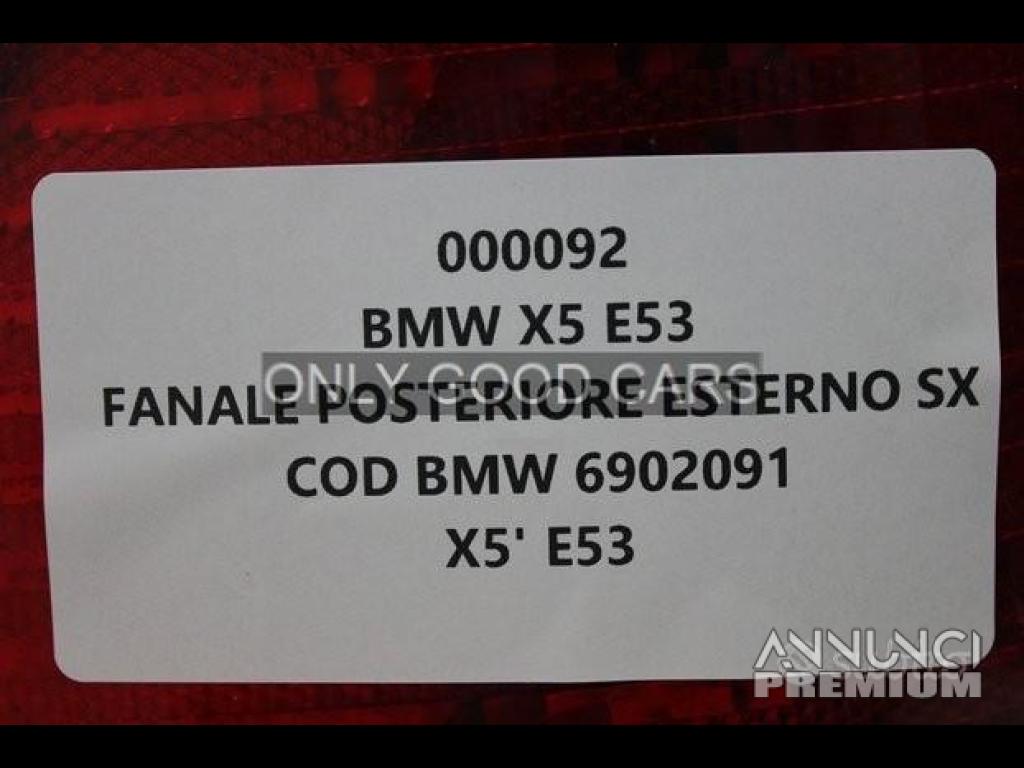 000092
BMW X5 E53
ONLY GOOD CARS
FANALE POSTERIORE ESTERNO SX
COD BMW 6902091
X5' E53
ANNUNCI
PREMIUM